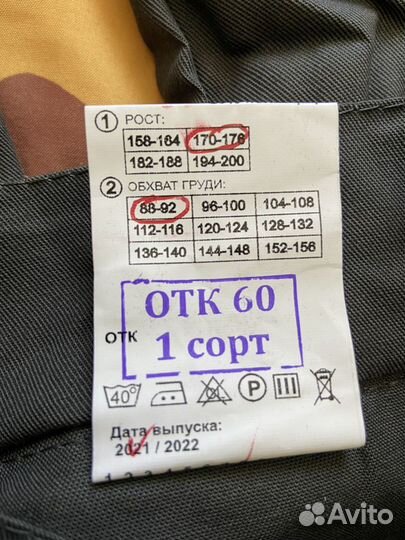 1 РОСТ:
158-164 170-176
182-188 194-200
2 ОБХВАТ ГРУДИ:
88-92 96-100 104-108
112-116 120-124 128-132
136-140 144-148 152-156
ОТК 60
ОТК
1 сорт
40° P
Дата выпуска:
2021 / 2022
Avito